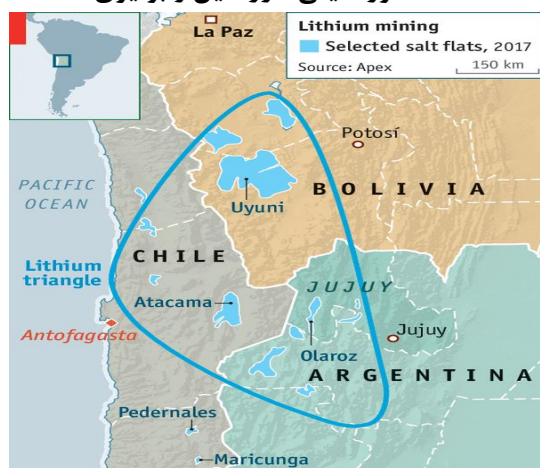 La Paz
Lithium mining
Selected salt flats, 2017
Source: Apex
150 km
Potosí
PACIFIC
OCEAN
BOLIVIA
Uyuni
CHILE
Lithium
triangle
JUJUY
Atacama
Antofagasta
Jujuy
Olaroz
ARGENTINA
Pedernales
Maricunga